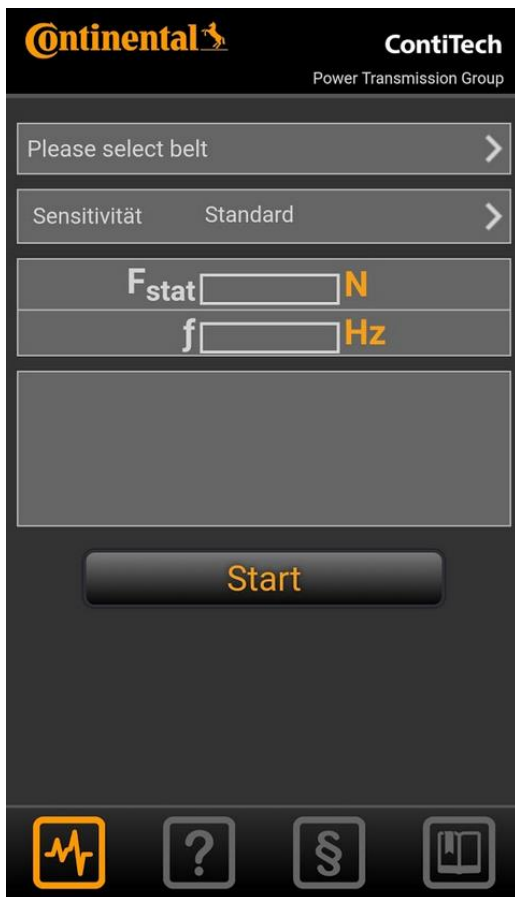 Continental
ContiTech
Power Transmission Group
Please select belt
Sensitivität Standard
Fstat N
ƒ Hz
Start
? §